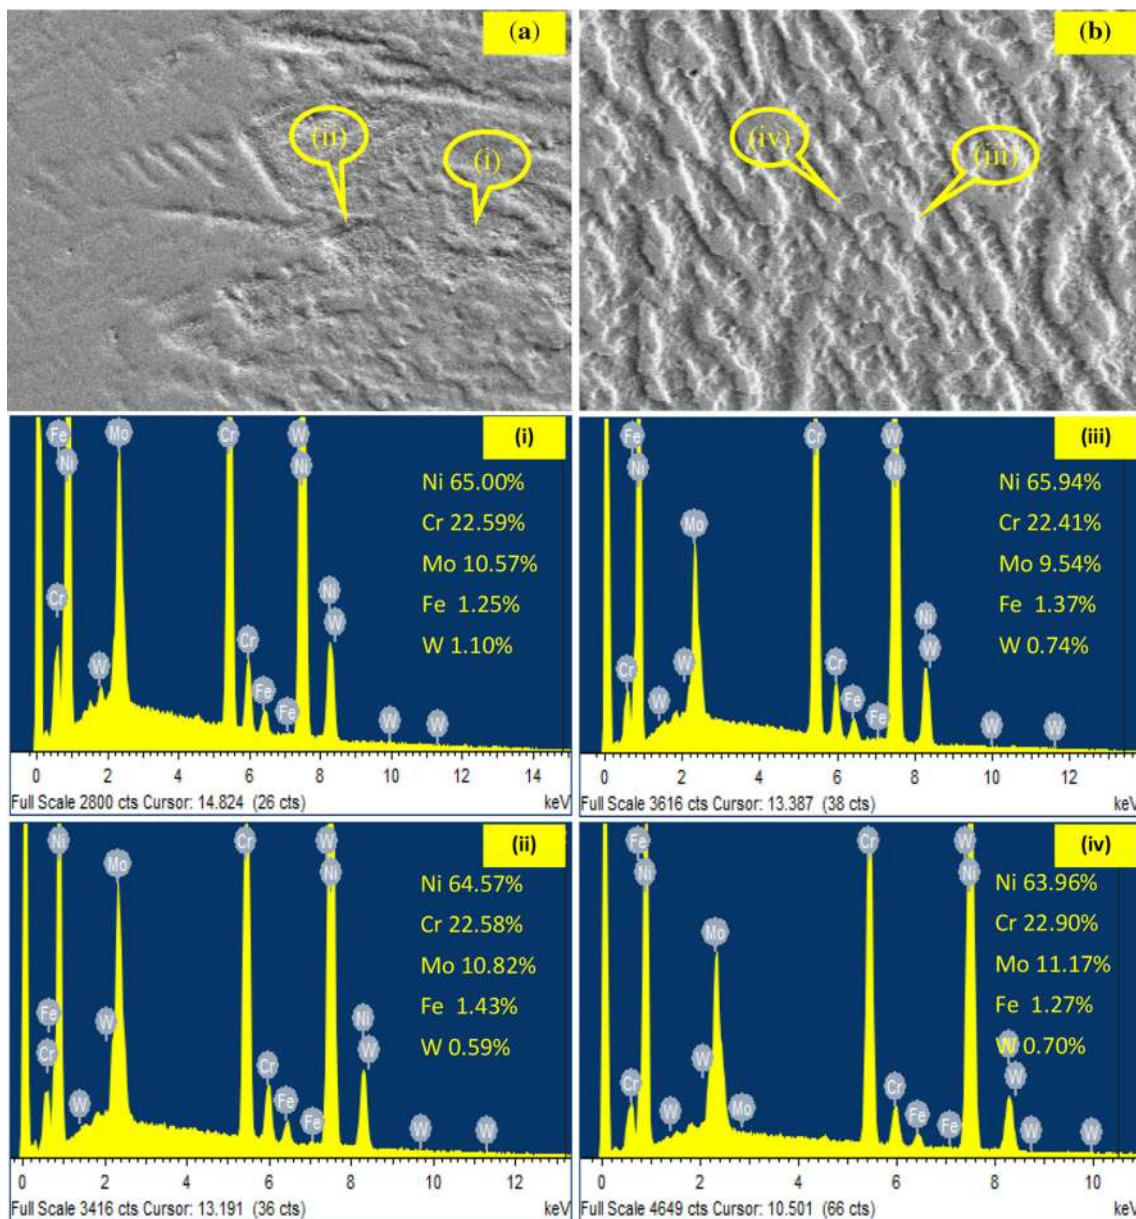 (a)
(ii)
(i)
(b)
(iv)
(iii)
(i)
Fe
Mo
Cr
W
Ni
Ni
Ni 65.00%
Cr 22.59%
Mo 10.57%
Fe 1.25%
W 1.10%
Cr
Ni
W
W
Cr
Fe
Fe
W
W
0 2 4 6 8 10 12 14
Full Scale 2800 cts Cursor: 14.824 (26 cts) keV
(iii)
Fe
Cr
W
Ni
Ni
Mo
Ni 65.94%
Cr 22.41%
Mo 9.54%
Fe 1.37%
W 0.74%
Ni
W
W
Cr
Cr
W
Fe
Fe
W
W
0 2 4 6 8 10 12
Full Scale 3616 cts Cursor: 13.387 (38 cts) keV
(ii)
Ni
Cr
W
Mo
Ni
Ni 64.57%
Cr 22.58%
Mo 10.82%
Fe 1.43%
W 0.59%
Fe
W
Ni
Cr
W
Cr
W
Fe
Fe
W
W
0 2 4 6 8 10 12
Full Scale 3416 cts Cursor: 13.191 (36 cts) keV
(iv)
Fe
Cr
W
Ni
Ni
Mo
Ni 63.96%
Cr 22.90%
Mo 11.17%
Fe 1.27%
W 0.70%
W
W
Cr
W
Mo
Cr
Fe
Fe
W
W
0 2 4 6 8 10
Full Scale 4649 cts Cursor: 10.501 (66 cts) keV